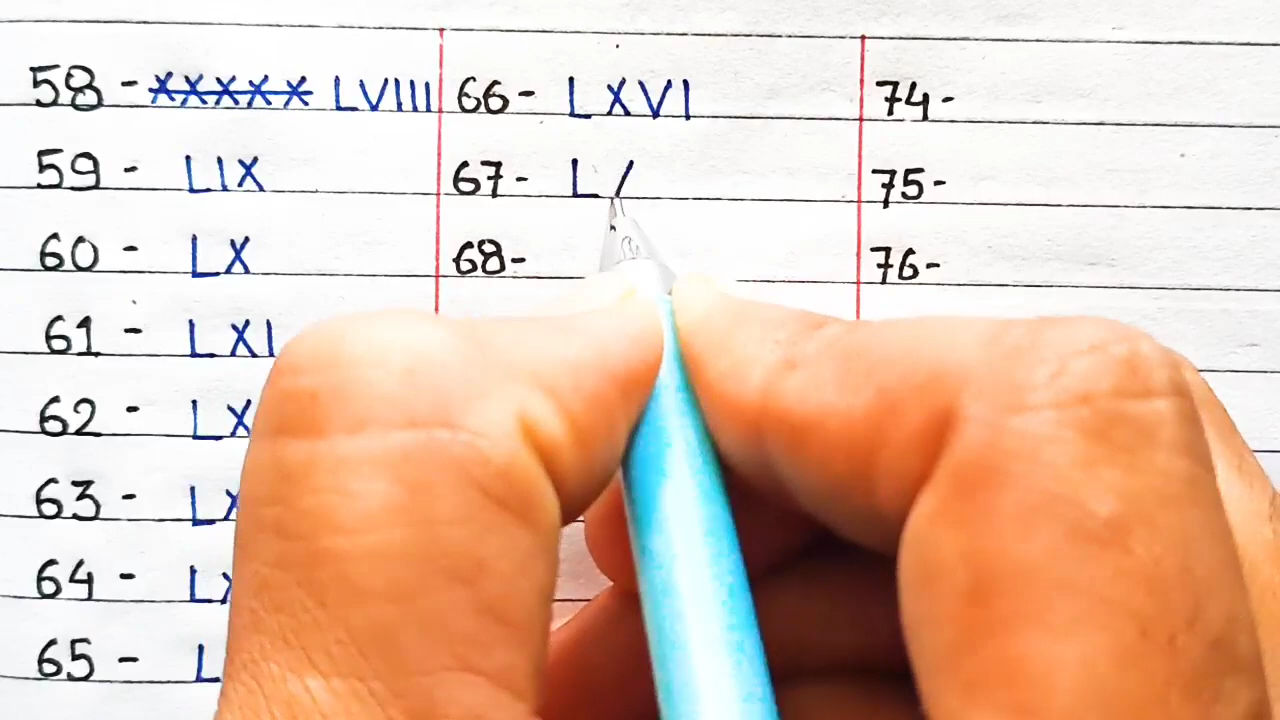 58 - XXXXX LVIII
59 - LIX
60 - LX
61 - LXI
62 - LX
63 - LX
64 - LX
65 - L
66 - LXVI
67 - L/
68 -
74 -
75 -
76 -